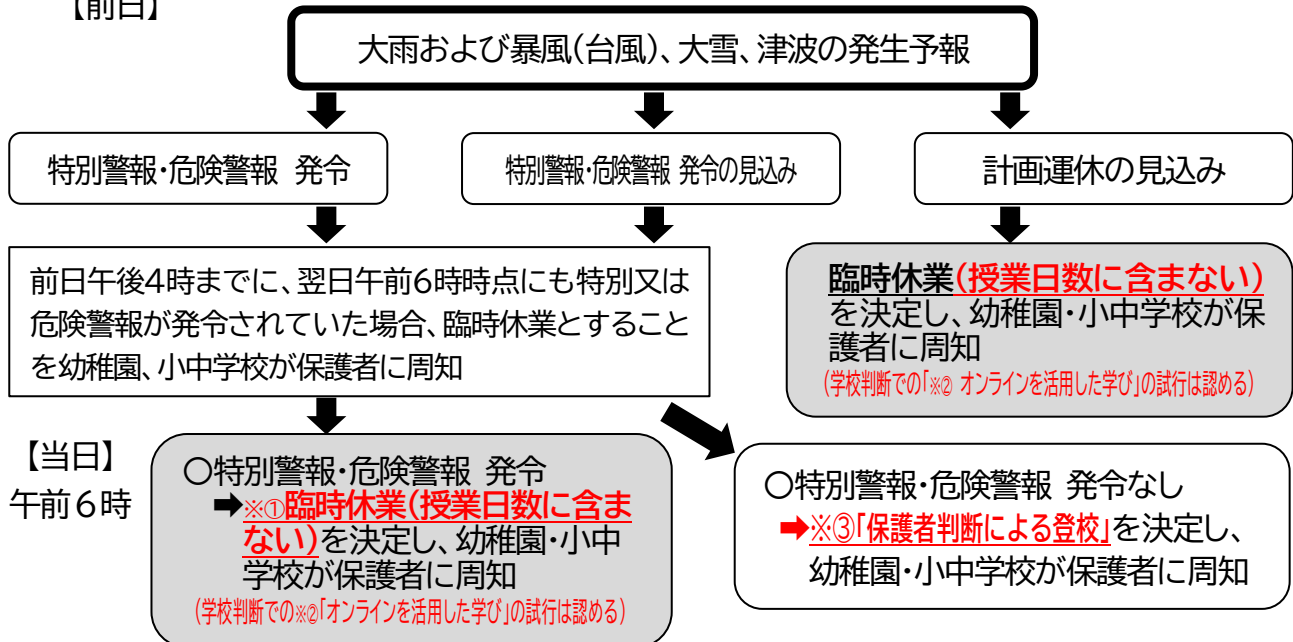 【前日】
大雨および暴風(台風)、大雪、津波の発生予報
特別警報・危険警報 発令
特別警報・危険警報 発令の見込み
計画運休の見込み
前日午後4時までに、翌日午前6時時点にも特別又は
危険警報が発令されていた場合、臨時休業とすること
を幼稚園、小中学校が保護者に周知
臨時休業(授業日数に含まない)
を決定し、幼稚園・小中学校が保
護者に周知
(学校判断での「※② オンラインを活用した学び」の試行は認める)
【当日】
午前6時
〇特別警報・危険警報 発令
➡※①臨時休業(授業日数に含ま
ない)を決定し、幼稚園・小中
学校が保護者に周知
(学校判断での※②「オンラインを活用した学び」の試行は認める)
〇特別警報・危険警報 発令なし
➡※③「保護者判断による登校」を決定し、
幼稚園・小中学校が保護者に周知